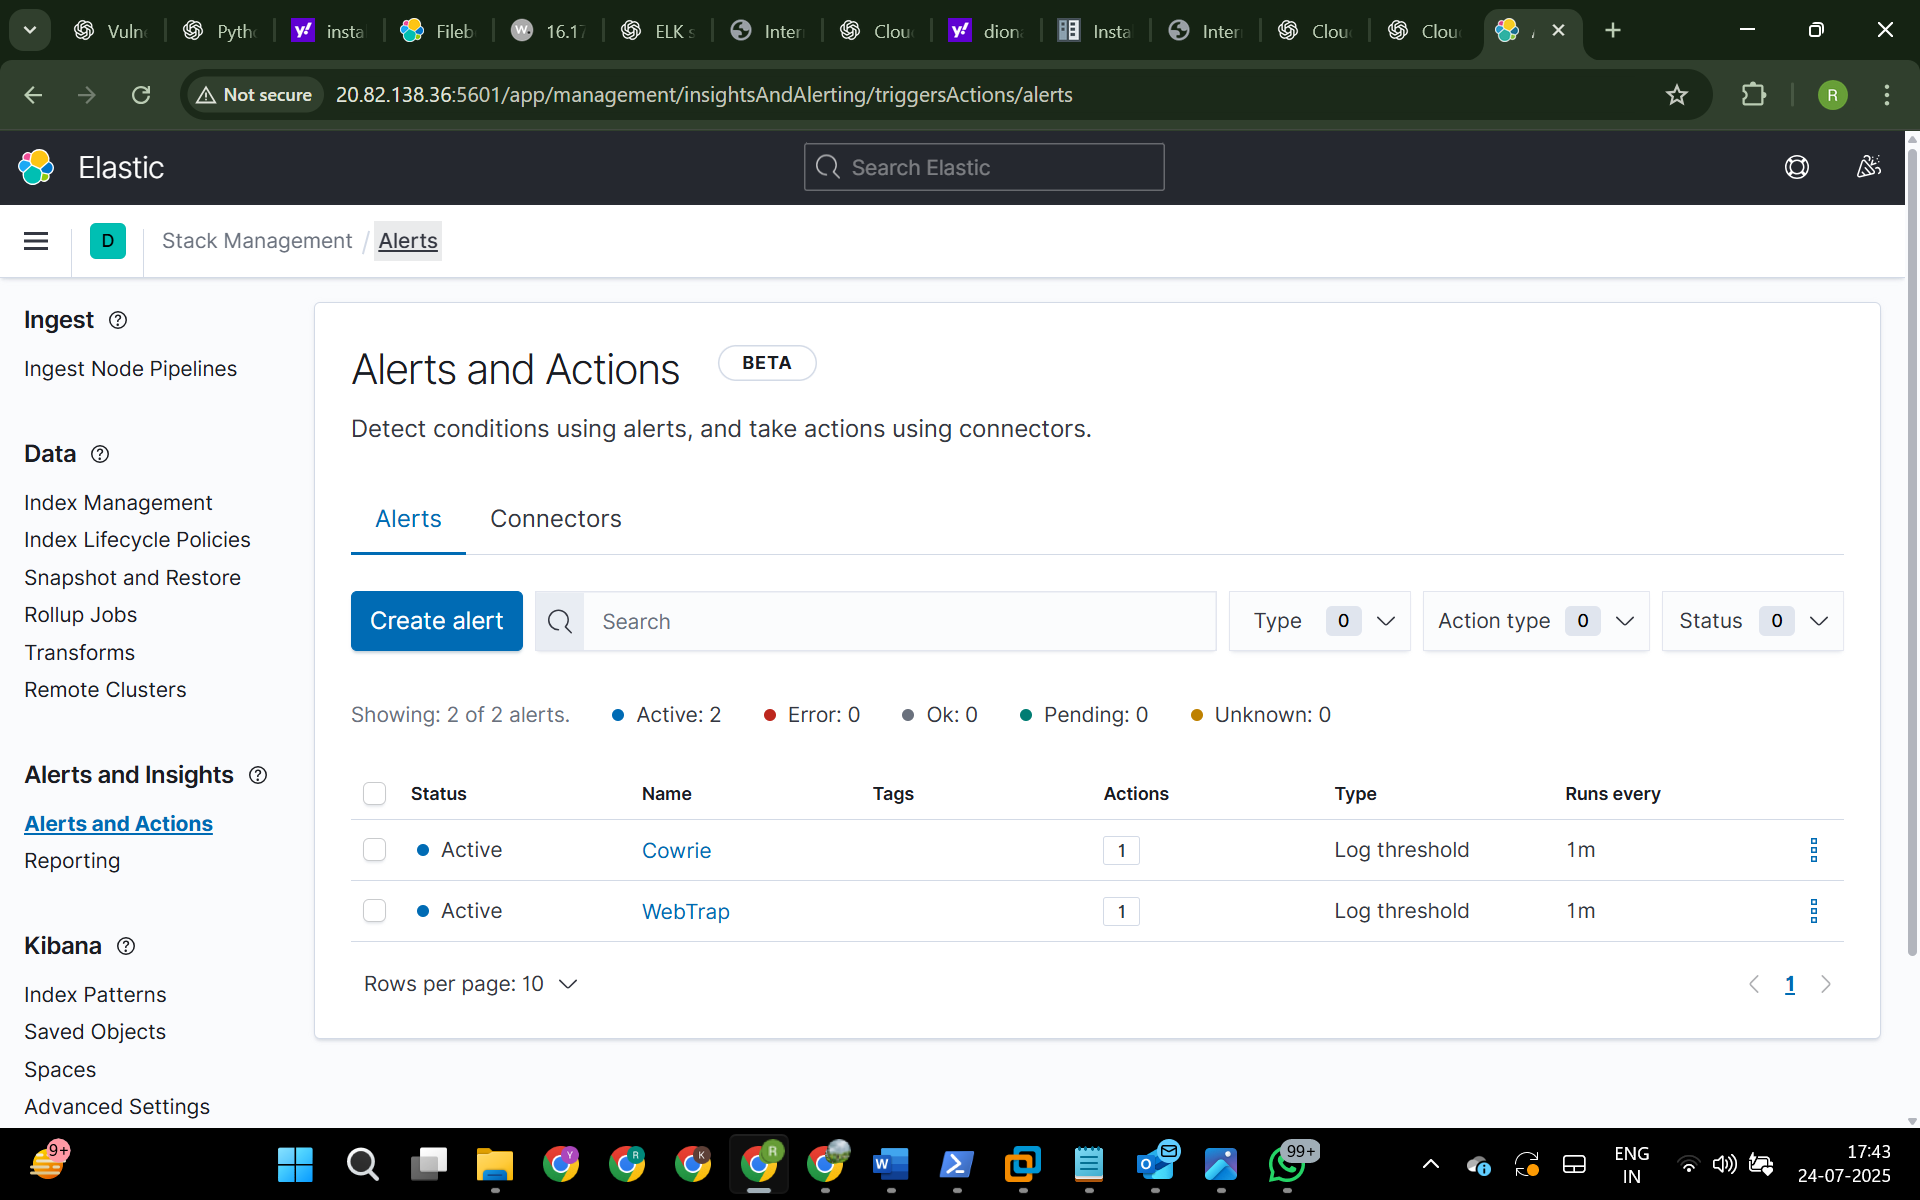 Vuln
Pytho
insta
Fileb
16.17
ELK s
Inter
Clou
diona
Insta
Inter
Clou
Clou
Not secure
20.82.138.36:5601/app/management/insightsAndAlerting/triggersActions/alerts
R
Elastic
Search Elastic
D
Stack Management / Alerts
Ingest
Ingest Node Pipelines
Data
Index Management
Index Lifecycle Policies
Snapshot and Restore
Rollup Jobs
Transforms
Remote Clusters
Alerts and Insights
Alerts and Actions
Reporting
Kibana
Index Patterns
Saved Objects
Spaces
Advanced Settings
Alerts and Actions BETA
Detect conditions using alerts, and take actions using connectors.
Alerts Connectors
Create alert Search Type 0 Action type 0 Status 0
Showing: 2 of 2 alerts. Active: 2 Error: 0 Ok: 0 Pending: 0 Unknown: 0
Status Name Tags Actions Type Runs every
Active Cowrie 1 Log threshold 1m
Active WebTrap 1 Log threshold 1m
Rows per page: 10
1
9+
Y
R
K
R
99+
ENG
IN
17:43
24-07-2025